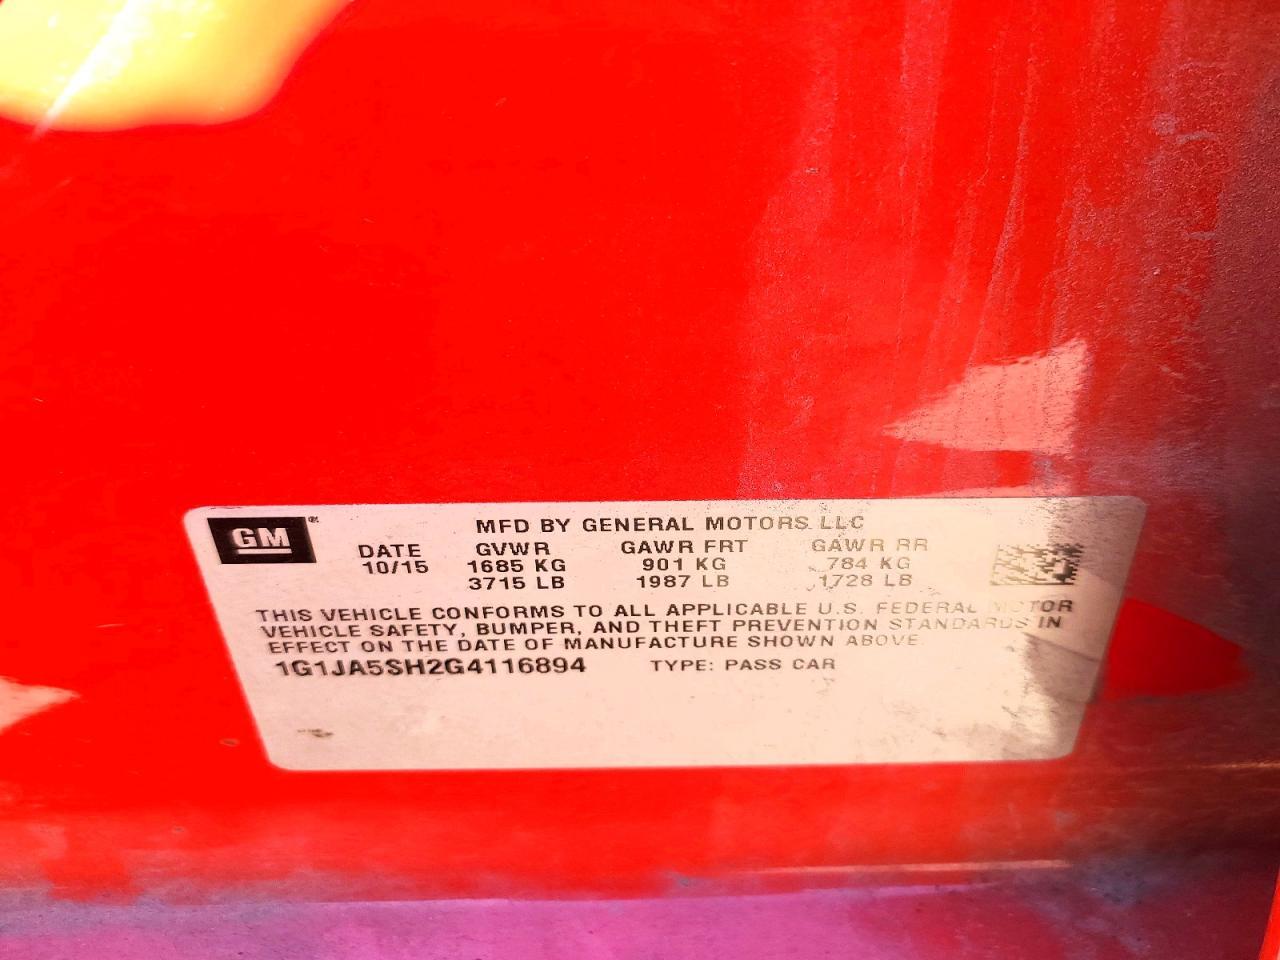 GM ®
MFD BY GENERAL MOTORS LLC
DATE GVWR GAWR FRT GAWR RR
10/15 1685 KG 901 KG 784 KG
3715 LB 1987 LB 1728 LB
THIS VEHICLE CONFORMS TO ALL APPLICABLE U.S. FEDERAL MOTOR
VEHICLE SAFETY, BUMPER, AND THEFT PREVENTION STANDARDS IN
EFFECT ON THE DATE OF MANUFACTURE SHOWN ABOVE.
1G1JA5SH2G4116894 TYPE: PASS CAR